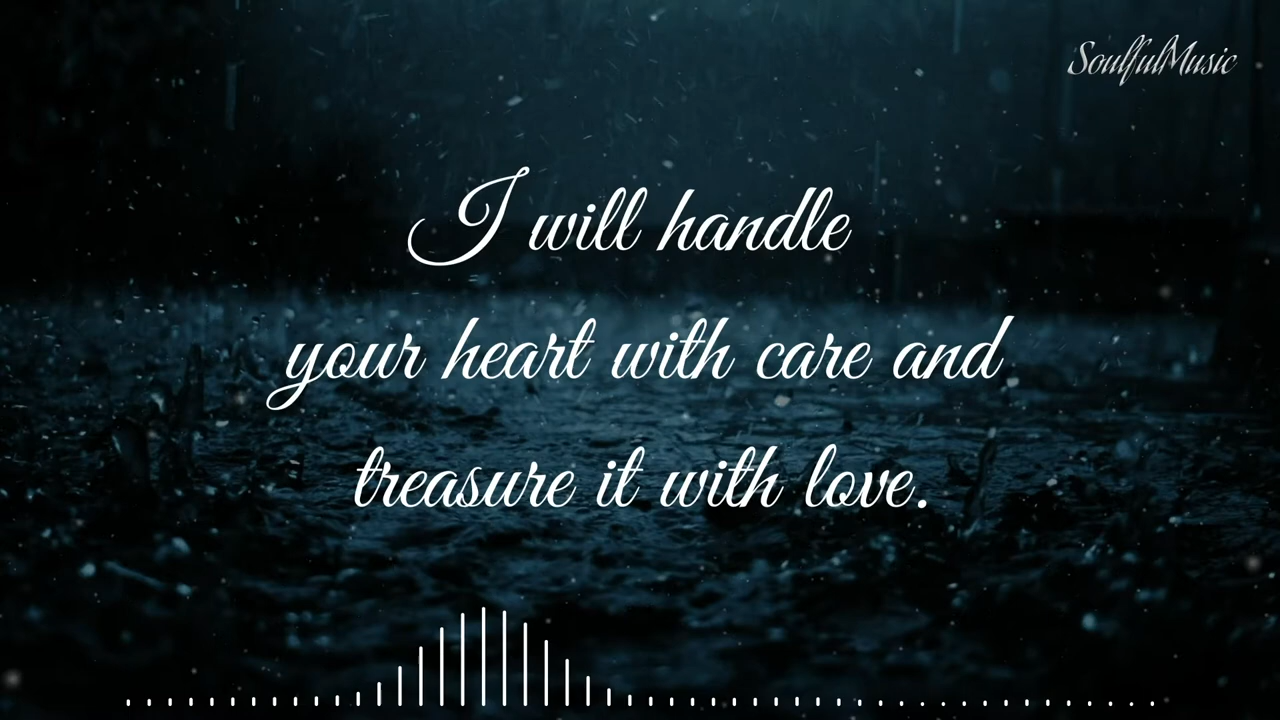 SoulfulMusic
I will handle
your heart with care and
treasure it with love.